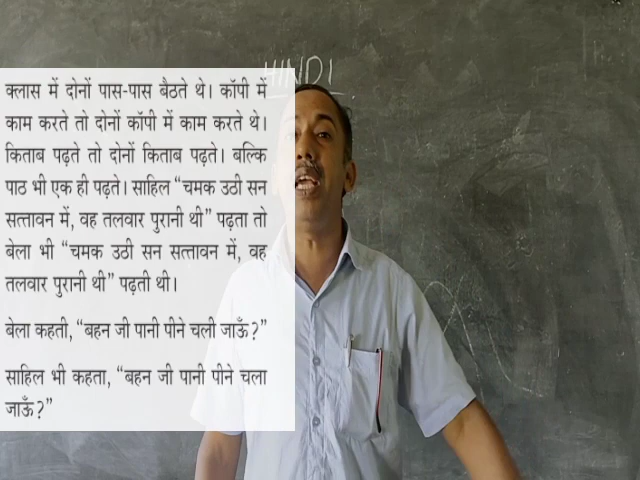 HINDI
क्लास में दोनों पास-पास बैठते थे। कॉपी में
काम करते तो दोनों कॉपी में काम करते थे।
किताब पढ़ते तो दोनों किताब पढ़ते। बल्कि
पाठ भी एक ही पढ़ते। साहिल “चमक उठी सन
सत्तावन में, वह तलवार पुरानी थी” पढ़ता तो
बेला भी “चमक उठी सन सत्तावन में, वह
तलवार पुरानी थी” पढ़ती थी।
बेला कहती, “बहन जी पानी पीने चली जाऊँ?”
साहिल भी कहता, “बहन जी पानी पीने चला
जाऊँ?”